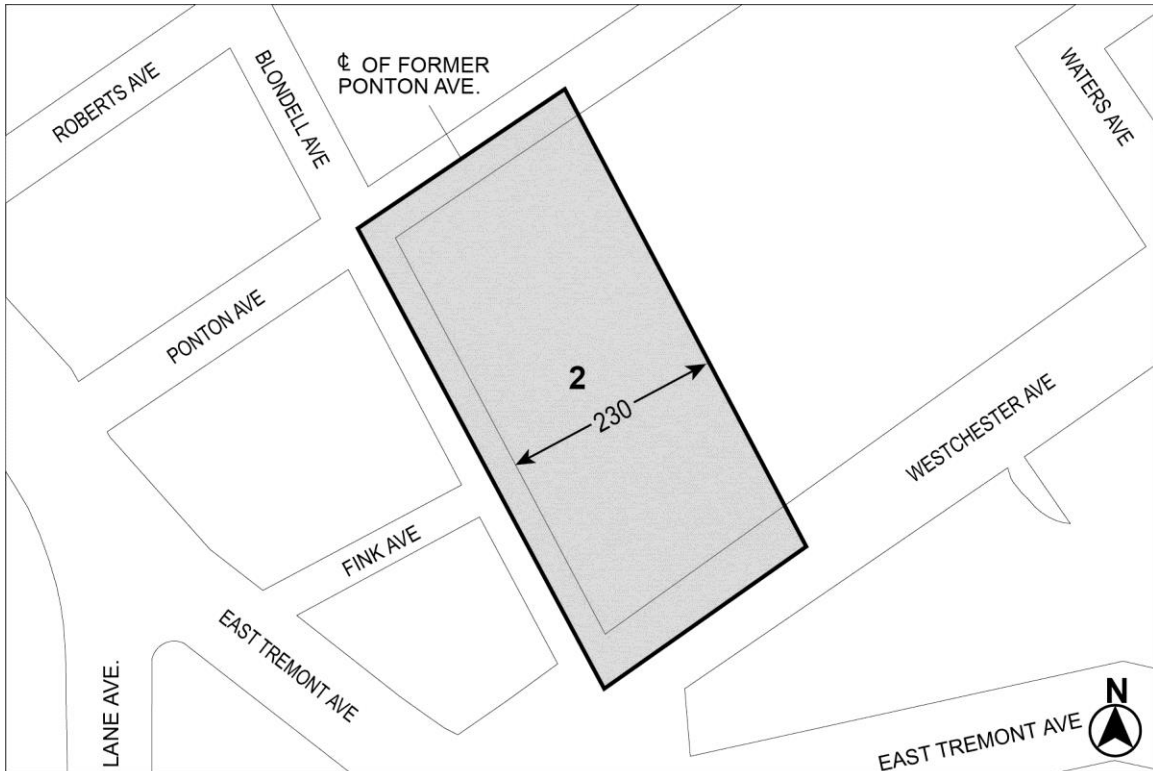 ROBERTS AVE
BLONDELL AVE
℄ OF FORMER
PONTON AVE.
WATERS AVE
PONTON AVE
2
230
WESTCHESTER AVE
FINK AVE
EAST TREMONT AVE
LANE AVE.
EAST TREMONT AVE
N